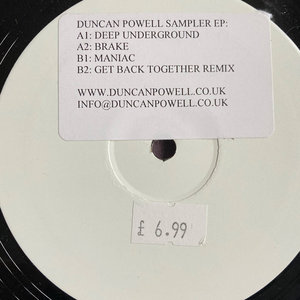 DUNCAN POWELL SAMPLER EP:
A1: DEEP UNDERGROUND
A2: BRAKE
B1: MANIAC
B2: GET BACK TOGETHER REMIX
WWW.DUNCANPOWELL.CO.UK
INFO@DUNCANPOWELL.CO.UK
£ 6.99